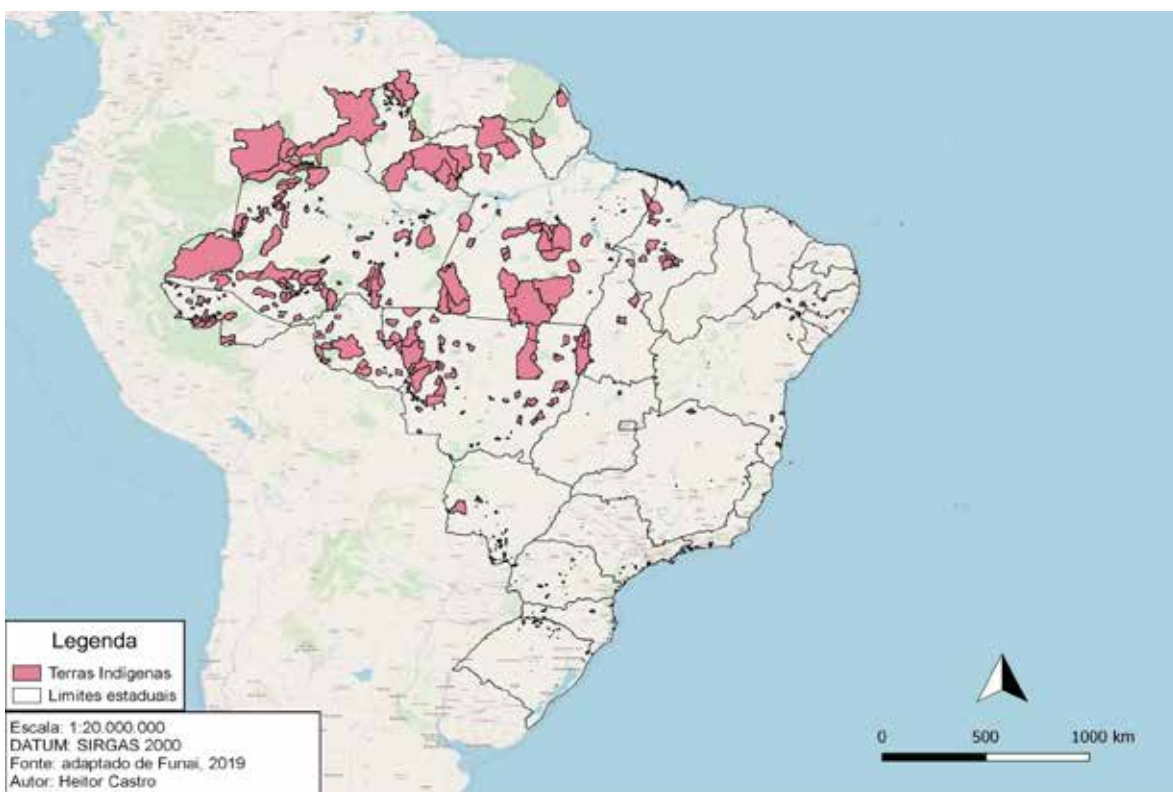 Legenda
Terras Indígenas
Limites estaduais
Escala: 1:20.000.000
DATUM: SIRGAS 2000
Fonte: adaptado de Funai, 2019
Autor: Heitor Castro
0 500 1000 km